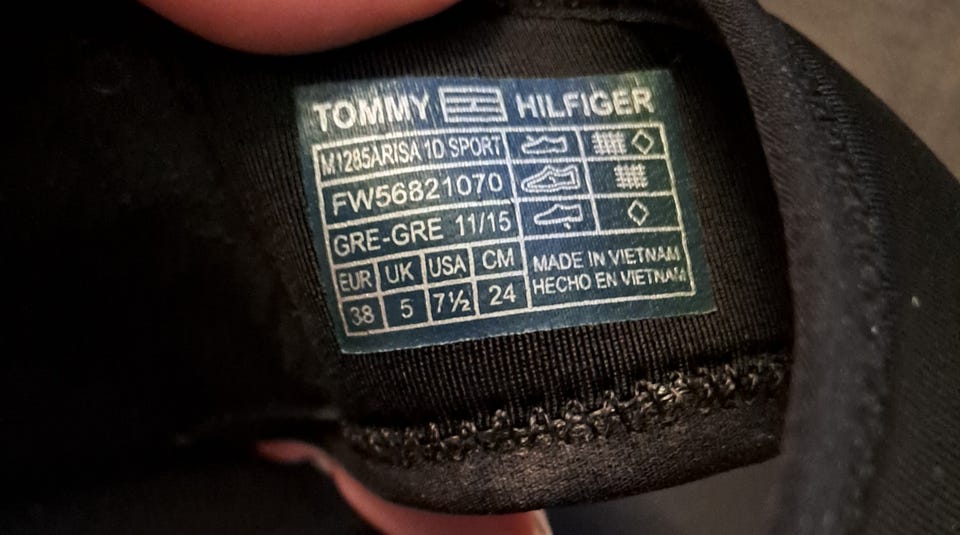 TOMMY HILFIGER
M1285ARISA 1D SPORT
FW56821070
GRE-GRE 11/15
EUR UK USA CM
38 5 7½ 24
MADE IN VIETNAM
HECHO EN VIETNAM